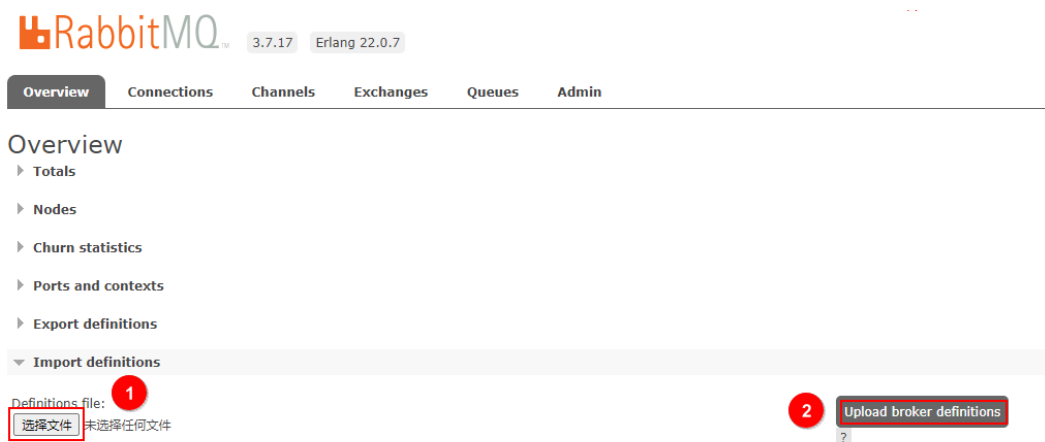 RabbitMQ™ 3.7.17 Erlang 22.0.7
Overview Connections Channels Exchanges Queues Admin
Overview
Totals
Nodes
Churn statistics
Ports and contexts
Export definitions
Import definitions
Definitions file: 1
选择文件 未选择任何文件 2 Upload broker definitions
?